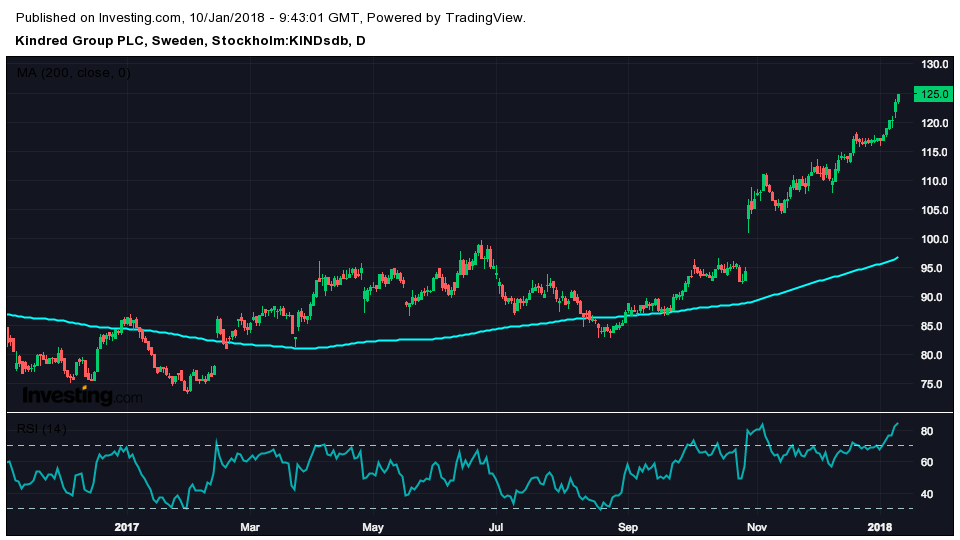 Published on Investing.com, 10/Jan/2018 - 9:43:01 GMT, Powered by TradingView.
Kindred Group PLC, Sweden, Stockholm:KINDsdb, D
MA (200, close, 0)
130.0
125.0
120.0
115.0
110.0
105.0
100.0
95.0
90.0
85.0
80.0
75.0
Investing.com
RSI (14)
80
60
40
2017 Mar May Jul Sep Nov 2018